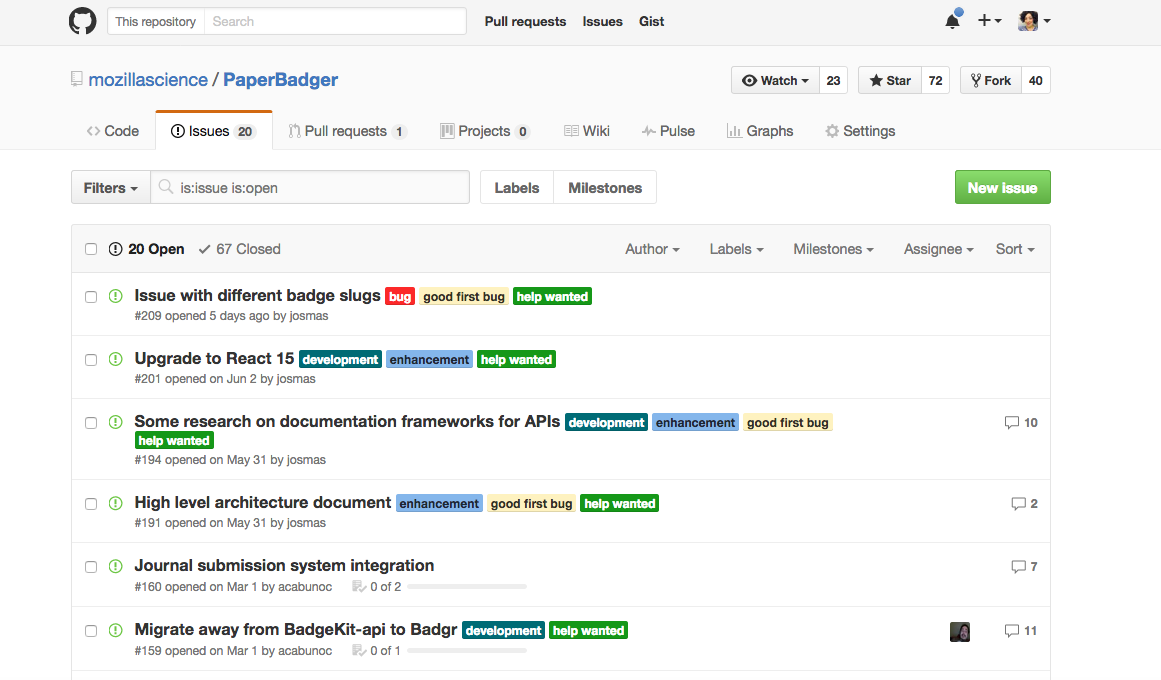 This repository Search Pull requests Issues Gist
mozillascience / PaperBadger Watch 23 Star 72 Fork 40
Code Issues 20 Pull requests 1 Projects 0 Wiki Pulse Graphs Settings
Filters is:issue is:open Labels Milestones New issue
20 Open 67 Closed Author Labels Milestones Assignee Sort
Issue with different badge slugs bug good first bug help wanted
#209 opened 5 days ago by josmas
Upgrade to React 15 development enhancement help wanted
#201 opened on Jun 2 by josmas
Some research on documentation frameworks for APIs development enhancement good first bug 10
help wanted
#194 opened on May 31 by josmas
High level architecture document enhancement good first bug help wanted 2
#191 opened on May 31 by josmas
Journal submission system integration 7
#160 opened on Mar 1 by acabunoc 0 of 2
Migrate away from BadgeKit-api to Badgr development help wanted 11
#159 opened on Mar 1 by acabunoc 0 of 1